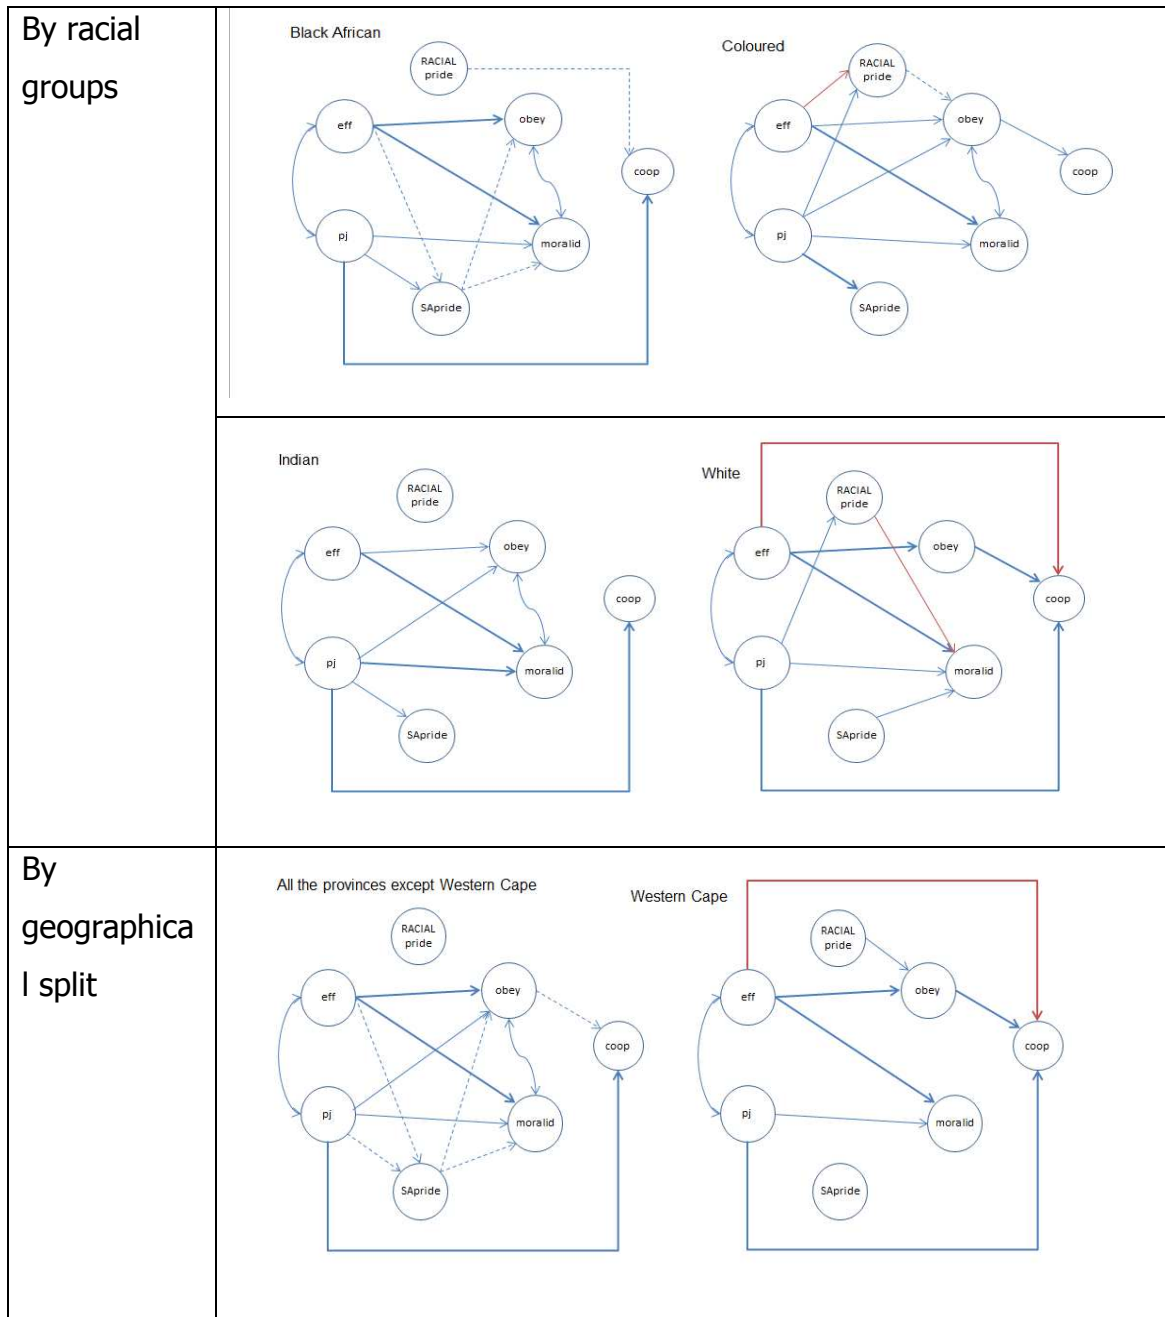 By racial
groups
Black African
RACIAL
pride
eff
obey
coop
pj
moralid
SApride
Coloured
RACIAL
pride
eff
obey
coop
pj
moralid
SApride
Indian
RACIAL
pride
eff
obey
coop
pj
moralid
SApride
White
RACIAL
pride
eff
obey
coop
pj
moralid
SApride
By
geographica
l split
All the provinces except Western Cape
RACIAL
pride
eff
obey
coop
pj
moralid
SApride
Western Cape
RACIAL
pride
eff
obey
coop
pj
moralid
SApride